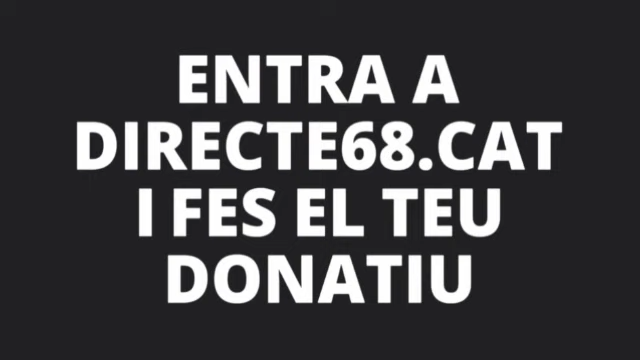 ENTRA A
DIRECTE68.CAT
I FES EL TEU
DONATIU